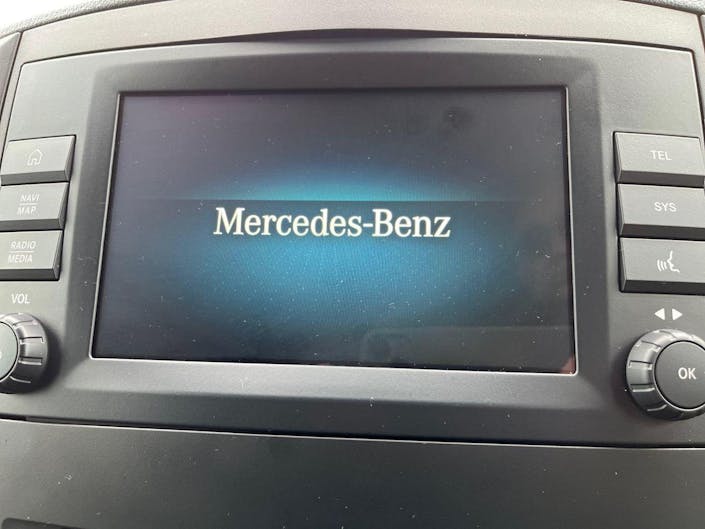 Mercedes-Benz
NAVI
MAP
RADIO
MEDIA
VOL
TEL
SYS
OK